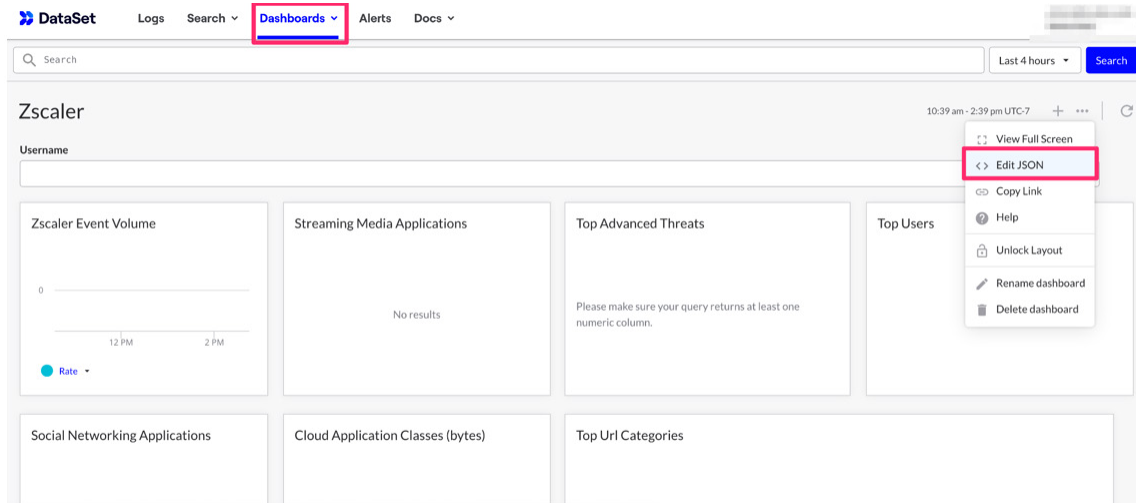 DataSet Logs Search Dashboards Alerts Docs
Search Last 4 hours Search
Zscaler 10:39 am - 2:39 pm UTC-7
View Full Screen
Username
Edit JSON
Copy Link
Help
Unlock Layout
Rename dashboard
Delete dashboard
Zscaler Event Volume
0
12 PM 2 PM
Rate
Streaming Media Applications
No results
Top Advanced Threats
Please make sure your query returns at least one
numeric column.
Top Users
Social Networking Applications
Cloud Application Classes (bytes)
Top Url Categories